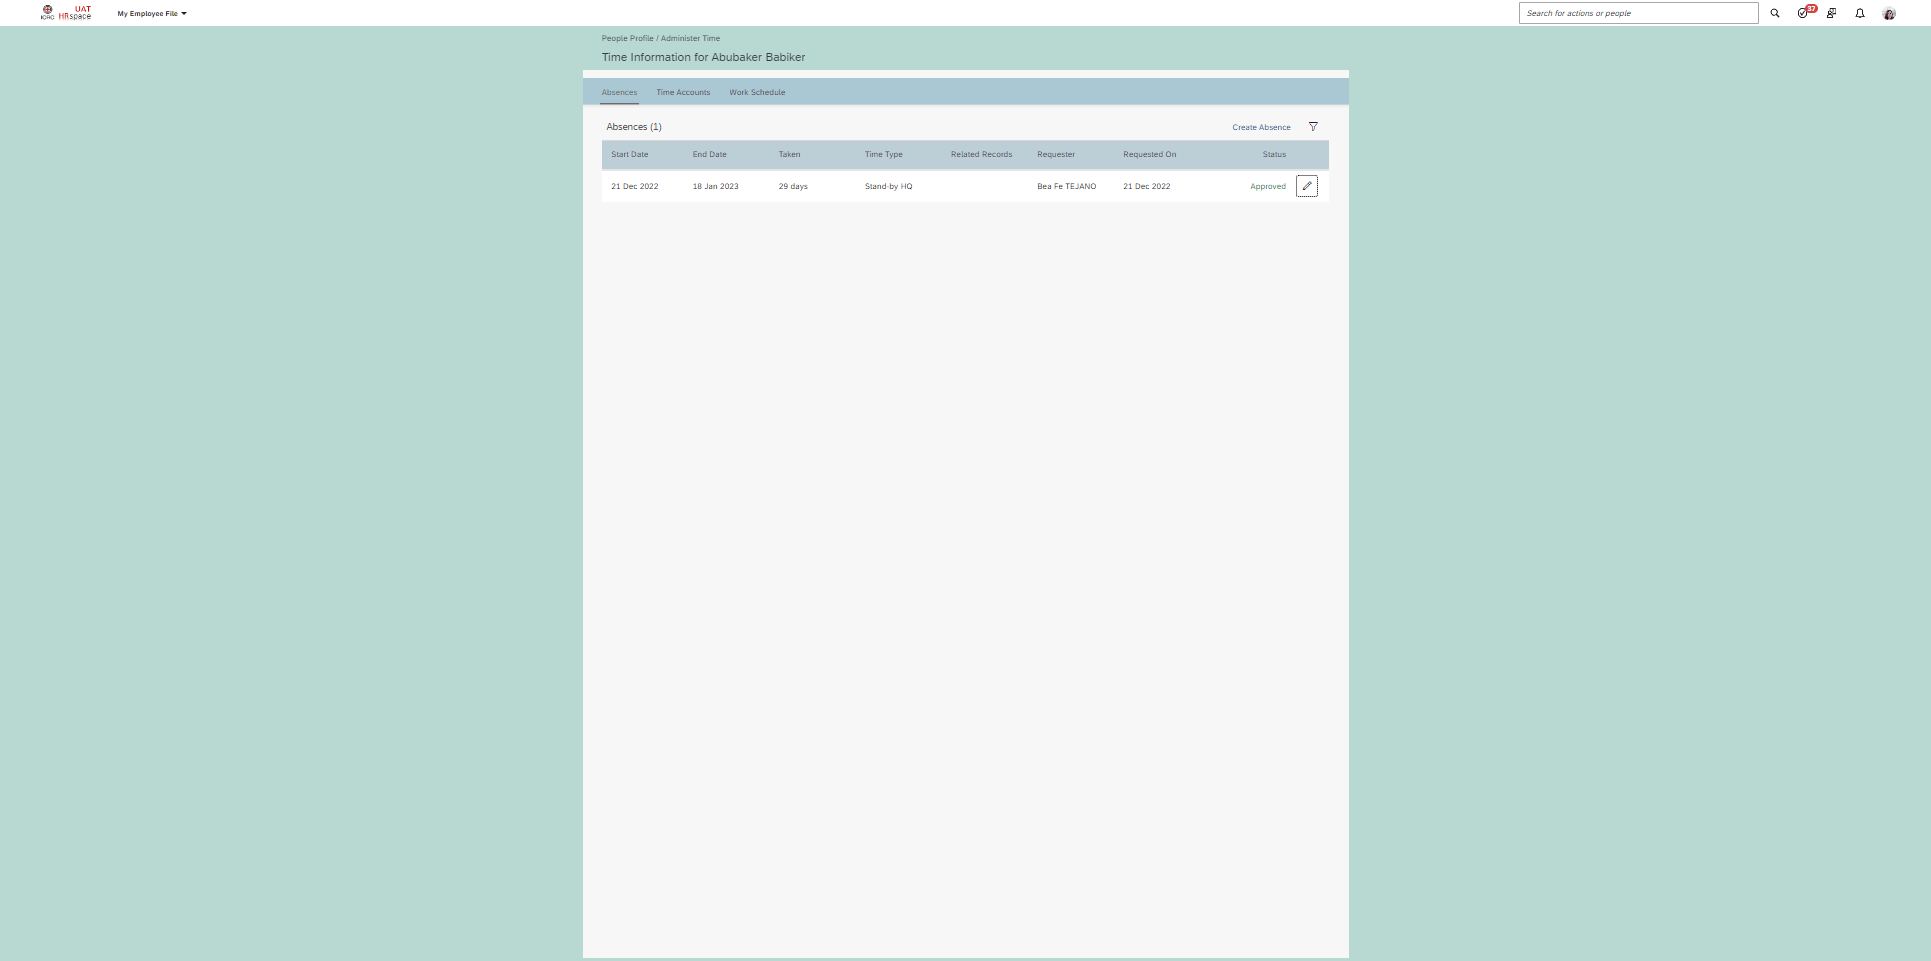 ICRC UAT HRspace My Employee File Search for actions or people 37
People Profile / Administer Time
Time Information for Abubaker Babiker
Absences Time Accounts Work Schedule
Absences (1) Create Absence
Start Date End Date Taken Time Type Related Records Requester Requested On Status
21 Dec 2022 18 Jan 2023 29 days Stand-by HQ Bea Fe TEJANO 21 Dec 2022 Approved